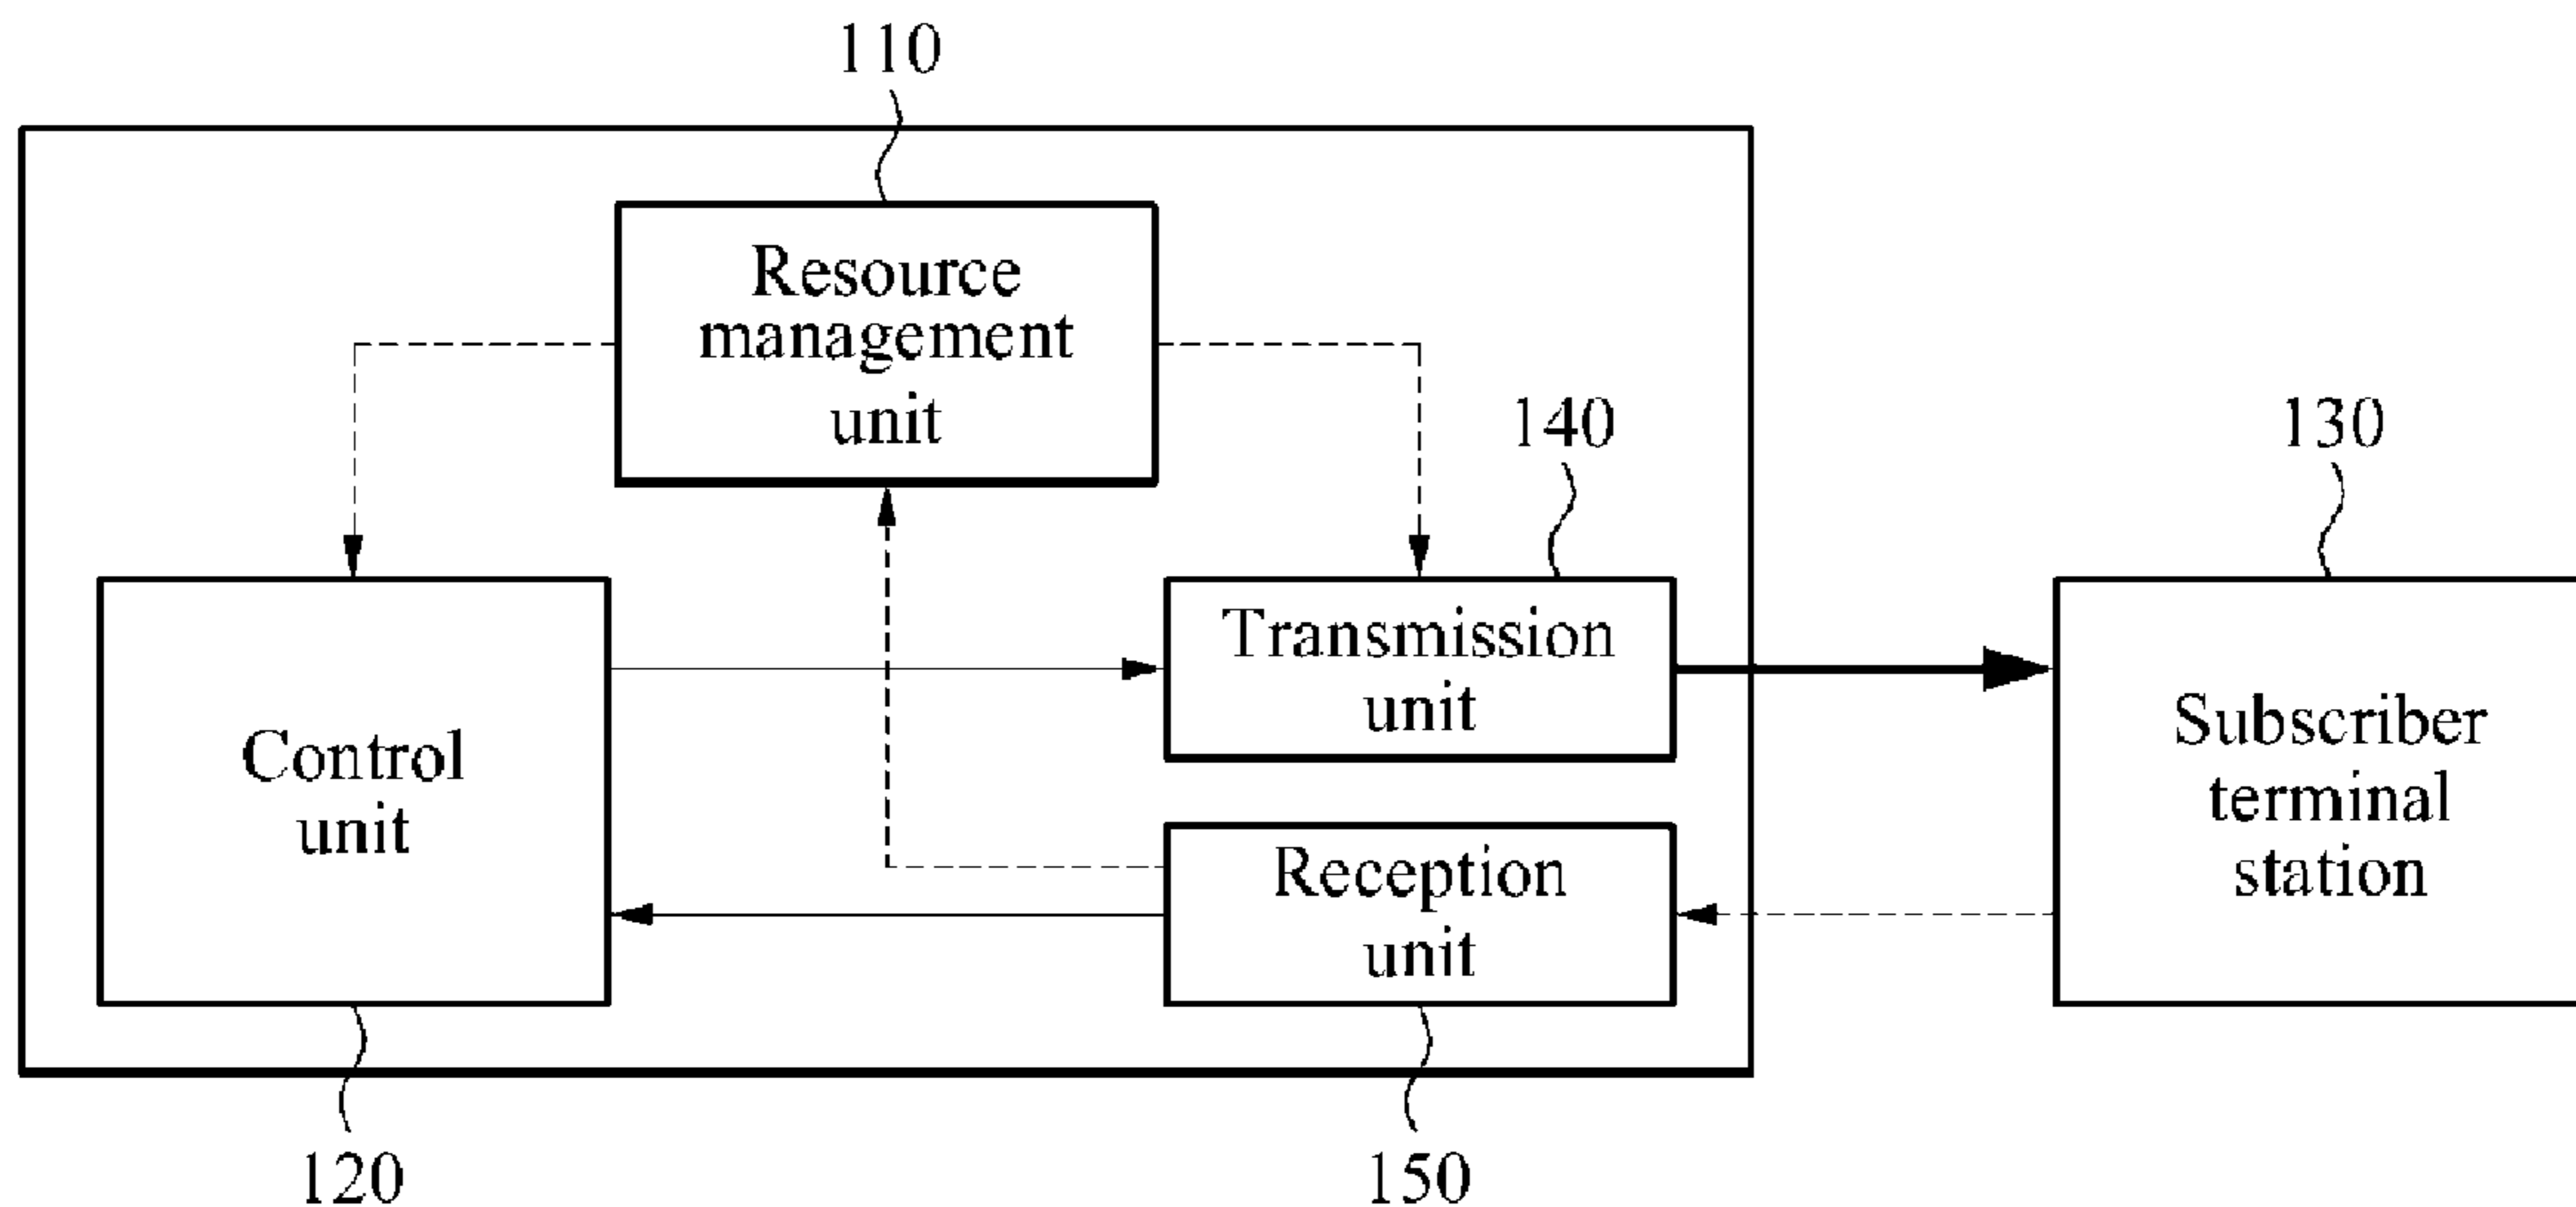 110
Resource
management
unit
140
130
Transmission
unit
Control
unit
Reception
unit
Subscriber
terminal
station
120
150